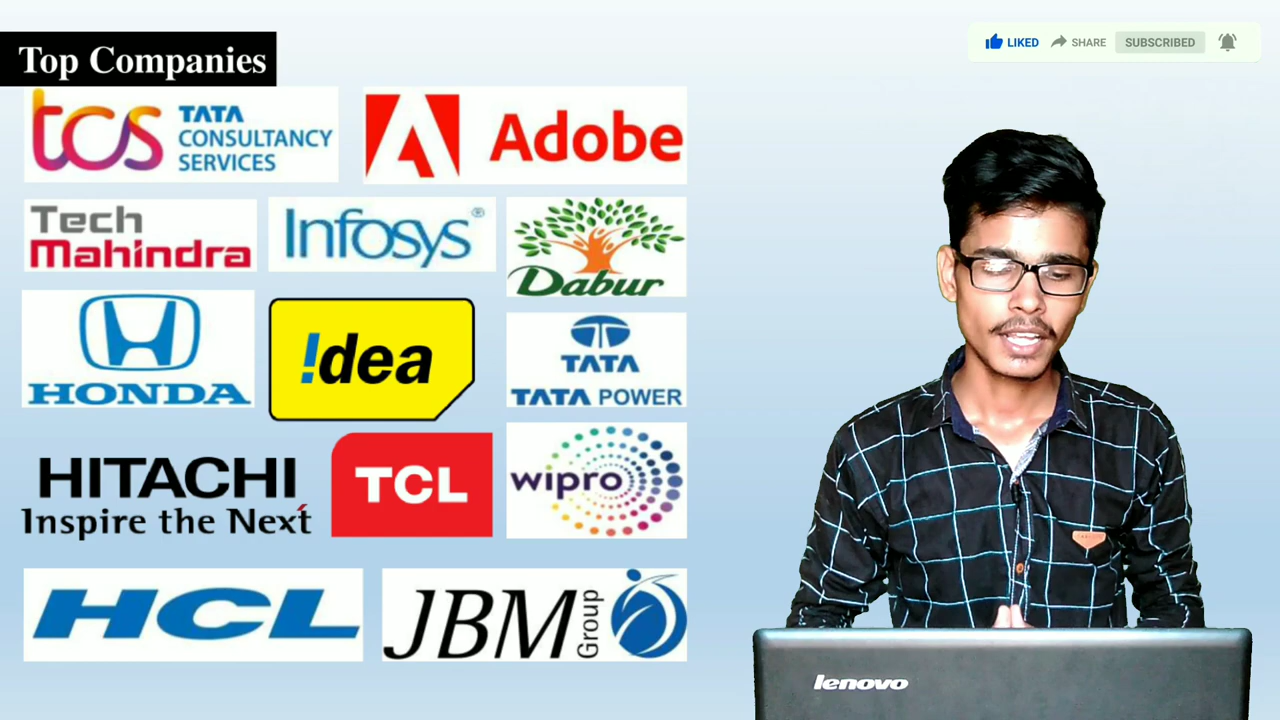 Top Companies
LIKED SHARE SUBSCRIBED
tcs TATA
CONSULTANCY
SERVICES
Adobe
Tech
Mahindra
Infosys®
Dabur
HONDA
!dea
TATA
TATA POWER
HITACHI
Inspire the Next
TCL
wipro
HCL
JBM Group
lenovo